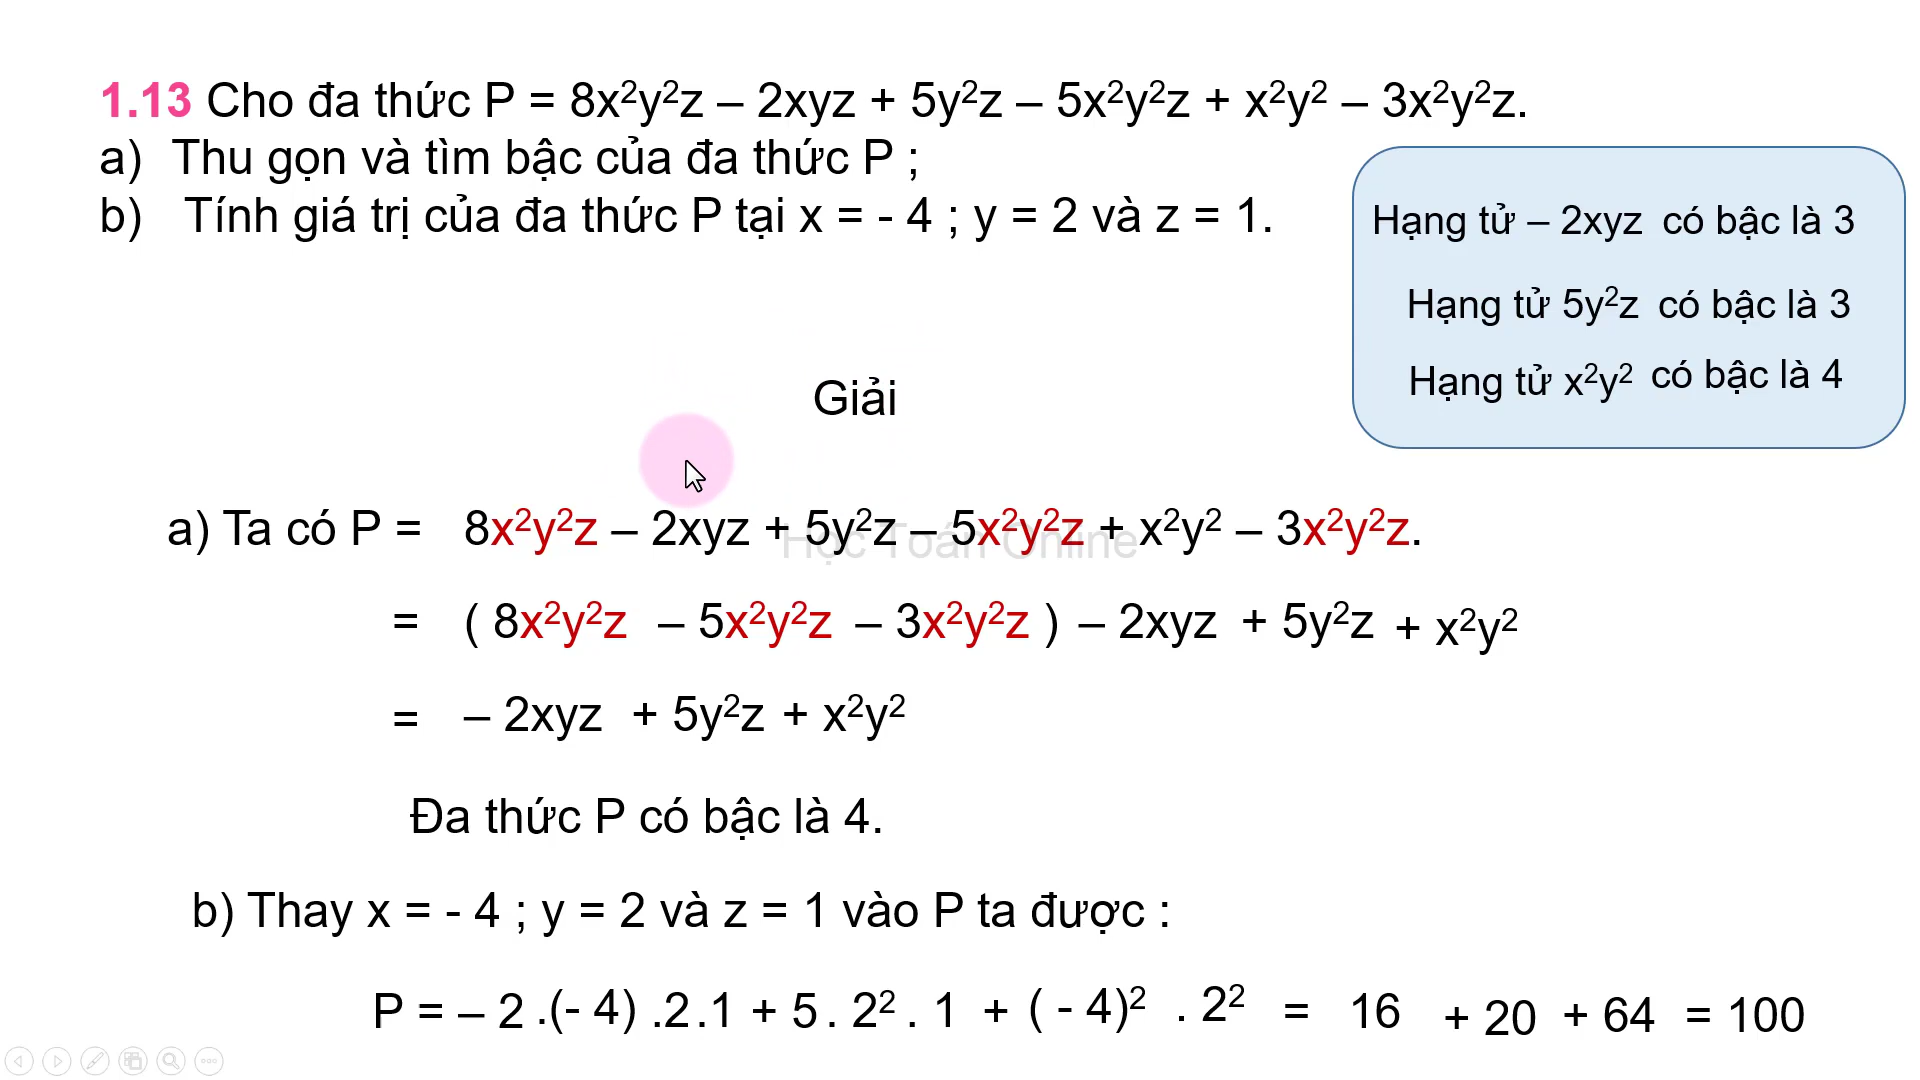 1.13 Cho đa thức P = 8x²y²z – 2xyz + 5y²z – 5x²y²z + x²y² – 3x²y²z.
a) Thu gọn và tìm bậc của đa thức P ;
b) Tính giá trị của đa thức P tại x = - 4 ; y = 2 và z = 1.
Hạng tử – 2xyz có bậc là 3
Hạng tử 5y²z có bậc là 3
Hạng tử x²y² có bậc là 4
Giải
a) Ta có P = 8x²y²z – 2xyz + 5y²z – 5x²y²z + x²y² – 3x²y²z.
Học Toán Online
= ( 8x²y²z – 5x²y²z – 3x²y²z ) – 2xyz + 5y²z + x²y²
= – 2xyz + 5y²z + x²y²
Đa thức P có bậc là 4.
b) Thay x = - 4 ; y = 2 và z = 1 vào P ta được :
P = – 2 .(- 4) .2.1 + 5 . 2² . 1 + ( - 4)² . 2² = 16 + 20 + 64 = 100